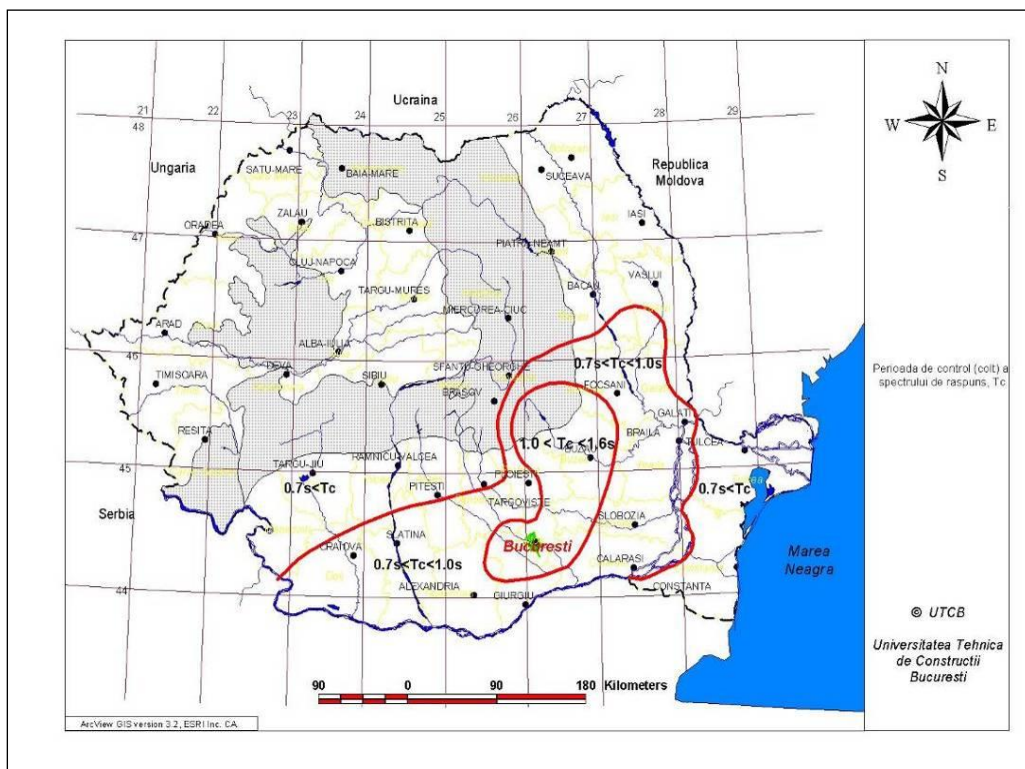 N
W E
S
Ucraina
21 22 23 24 25 26 27 28 29
48
Ungaria
Republica
Moldova
SATU-MARE
BAIA-MARE
SUCEAVA
ZALAU
BISTRITA
IASI
ORADEA
47
PIATRA-NEAMT
CLUJ-NAPOCA
VASLUI
TARGU-MURES
BACAU
MIERCUREA-CIUC
ARAD
ALBA-IULIA
46
0.7s<Tc<1.0s
SFANTU-GHEORGHE
DEVA
TIMISOARA
SIBIU
FOCSANI
BRASOV
Perioada de control (colt) a
spectrului de raspuns, Tc
GALATI
RESITA
BRAILA
TULCEA
1.0 < Tc <1.6s
BUZAU
RAMNICU-VALCEA
45
TARGU-JIU
0.7s<Tc
PITESTI
PLOIESTI
0.7s<Tc
TARGOVISTE
Serbia
SLOBOZIA
SLATINA
Bucuresti
CRAIOVA
Marea
Neagra
0.7s<Tc<1.0s
CALARASI
ALEXANDRIA
CONSTANTA
44
GIURGIU
© UTCB
Universitatea Tehnica
de Constructii
Bucuresti
90 0 90 180 Kilometers
ArcView GIS version 3.2, ESRI Inc. CA.